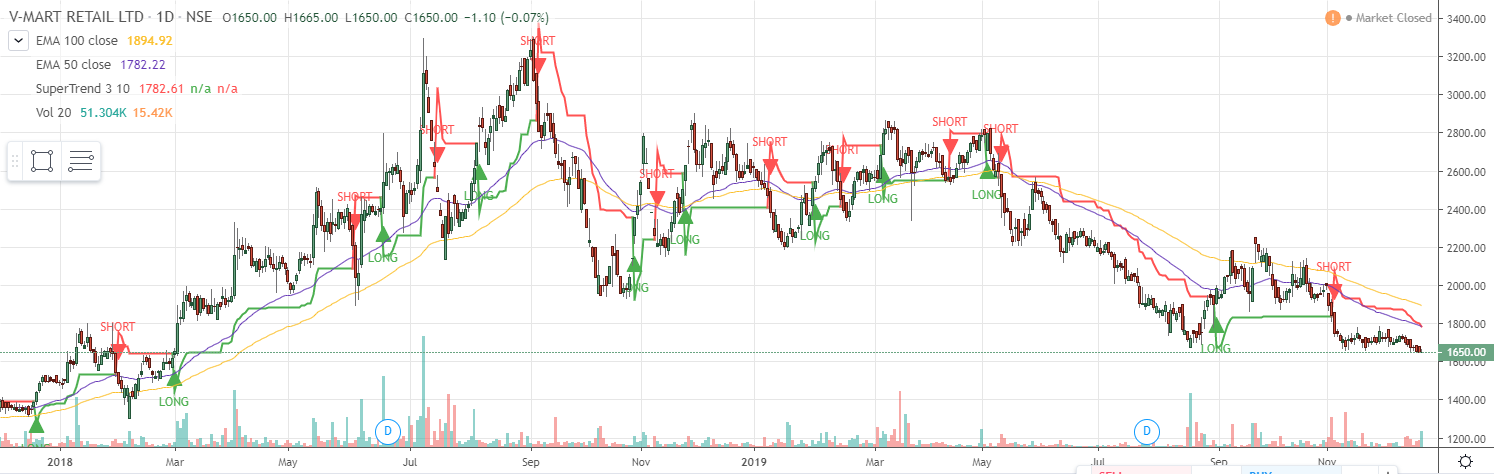 V-MART RETAIL LTD · 1D · NSE O1650.00 H1665.00 L1650.00 C1650.00 −1.10 (−0.07%)
Market Closed
EMA 100 close 1894.92
EMA 50 close 1782.22
SuperTrend 3 10 1782.61 n/a n/a
Vol 20 51.304K 15.42K
3400.00
3200.00
3000.00
2800.00
2600.00
2400.00
2200.00
2000.00
1800.00
1650.00
1600.00
1400.00
1200.00
SHORT
SHORT
SHORT
SHORT
SHORT
SHORT
SHORT
SHORT
SHORT
SHORT
LONG
LONG
LONG
LONG
LONG
LONG
LONG
LONG
LONG
D
D
2018 Mar May Jul Sep Nov 2019 Mar May Jul Sep Nov
SELL BUY